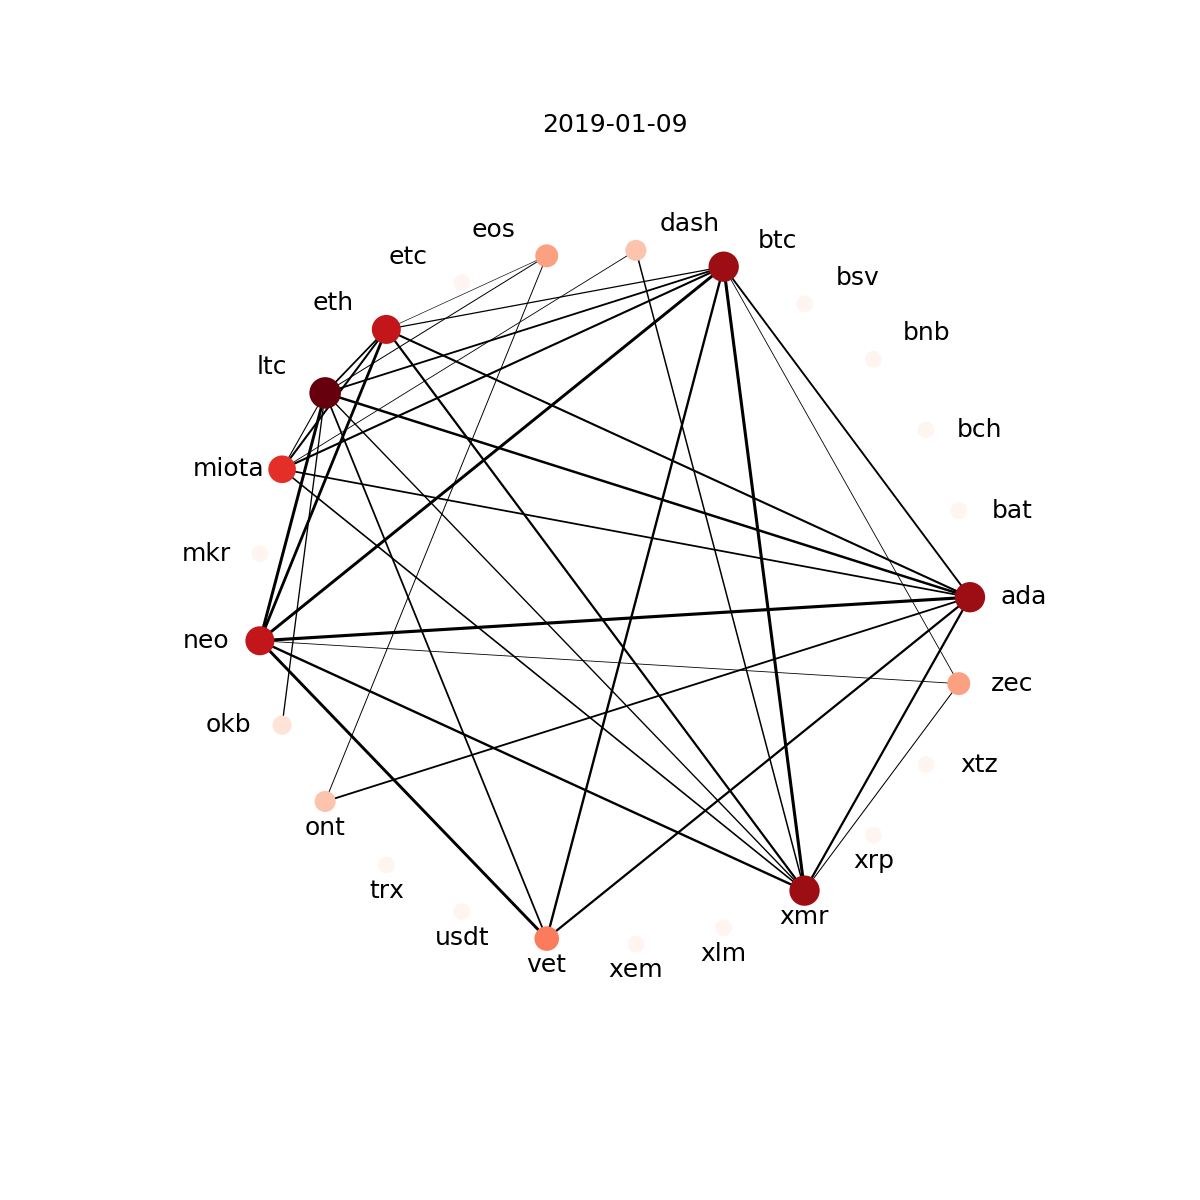 2019-01-09
dash
eos
btc
etc
bsv
eth
bnb
ltc
bch
miota
bat
mkr
ada
neo
zec
okb
xtz
ont
xrp
trx
xmr
usdt
xlm
vet
xem